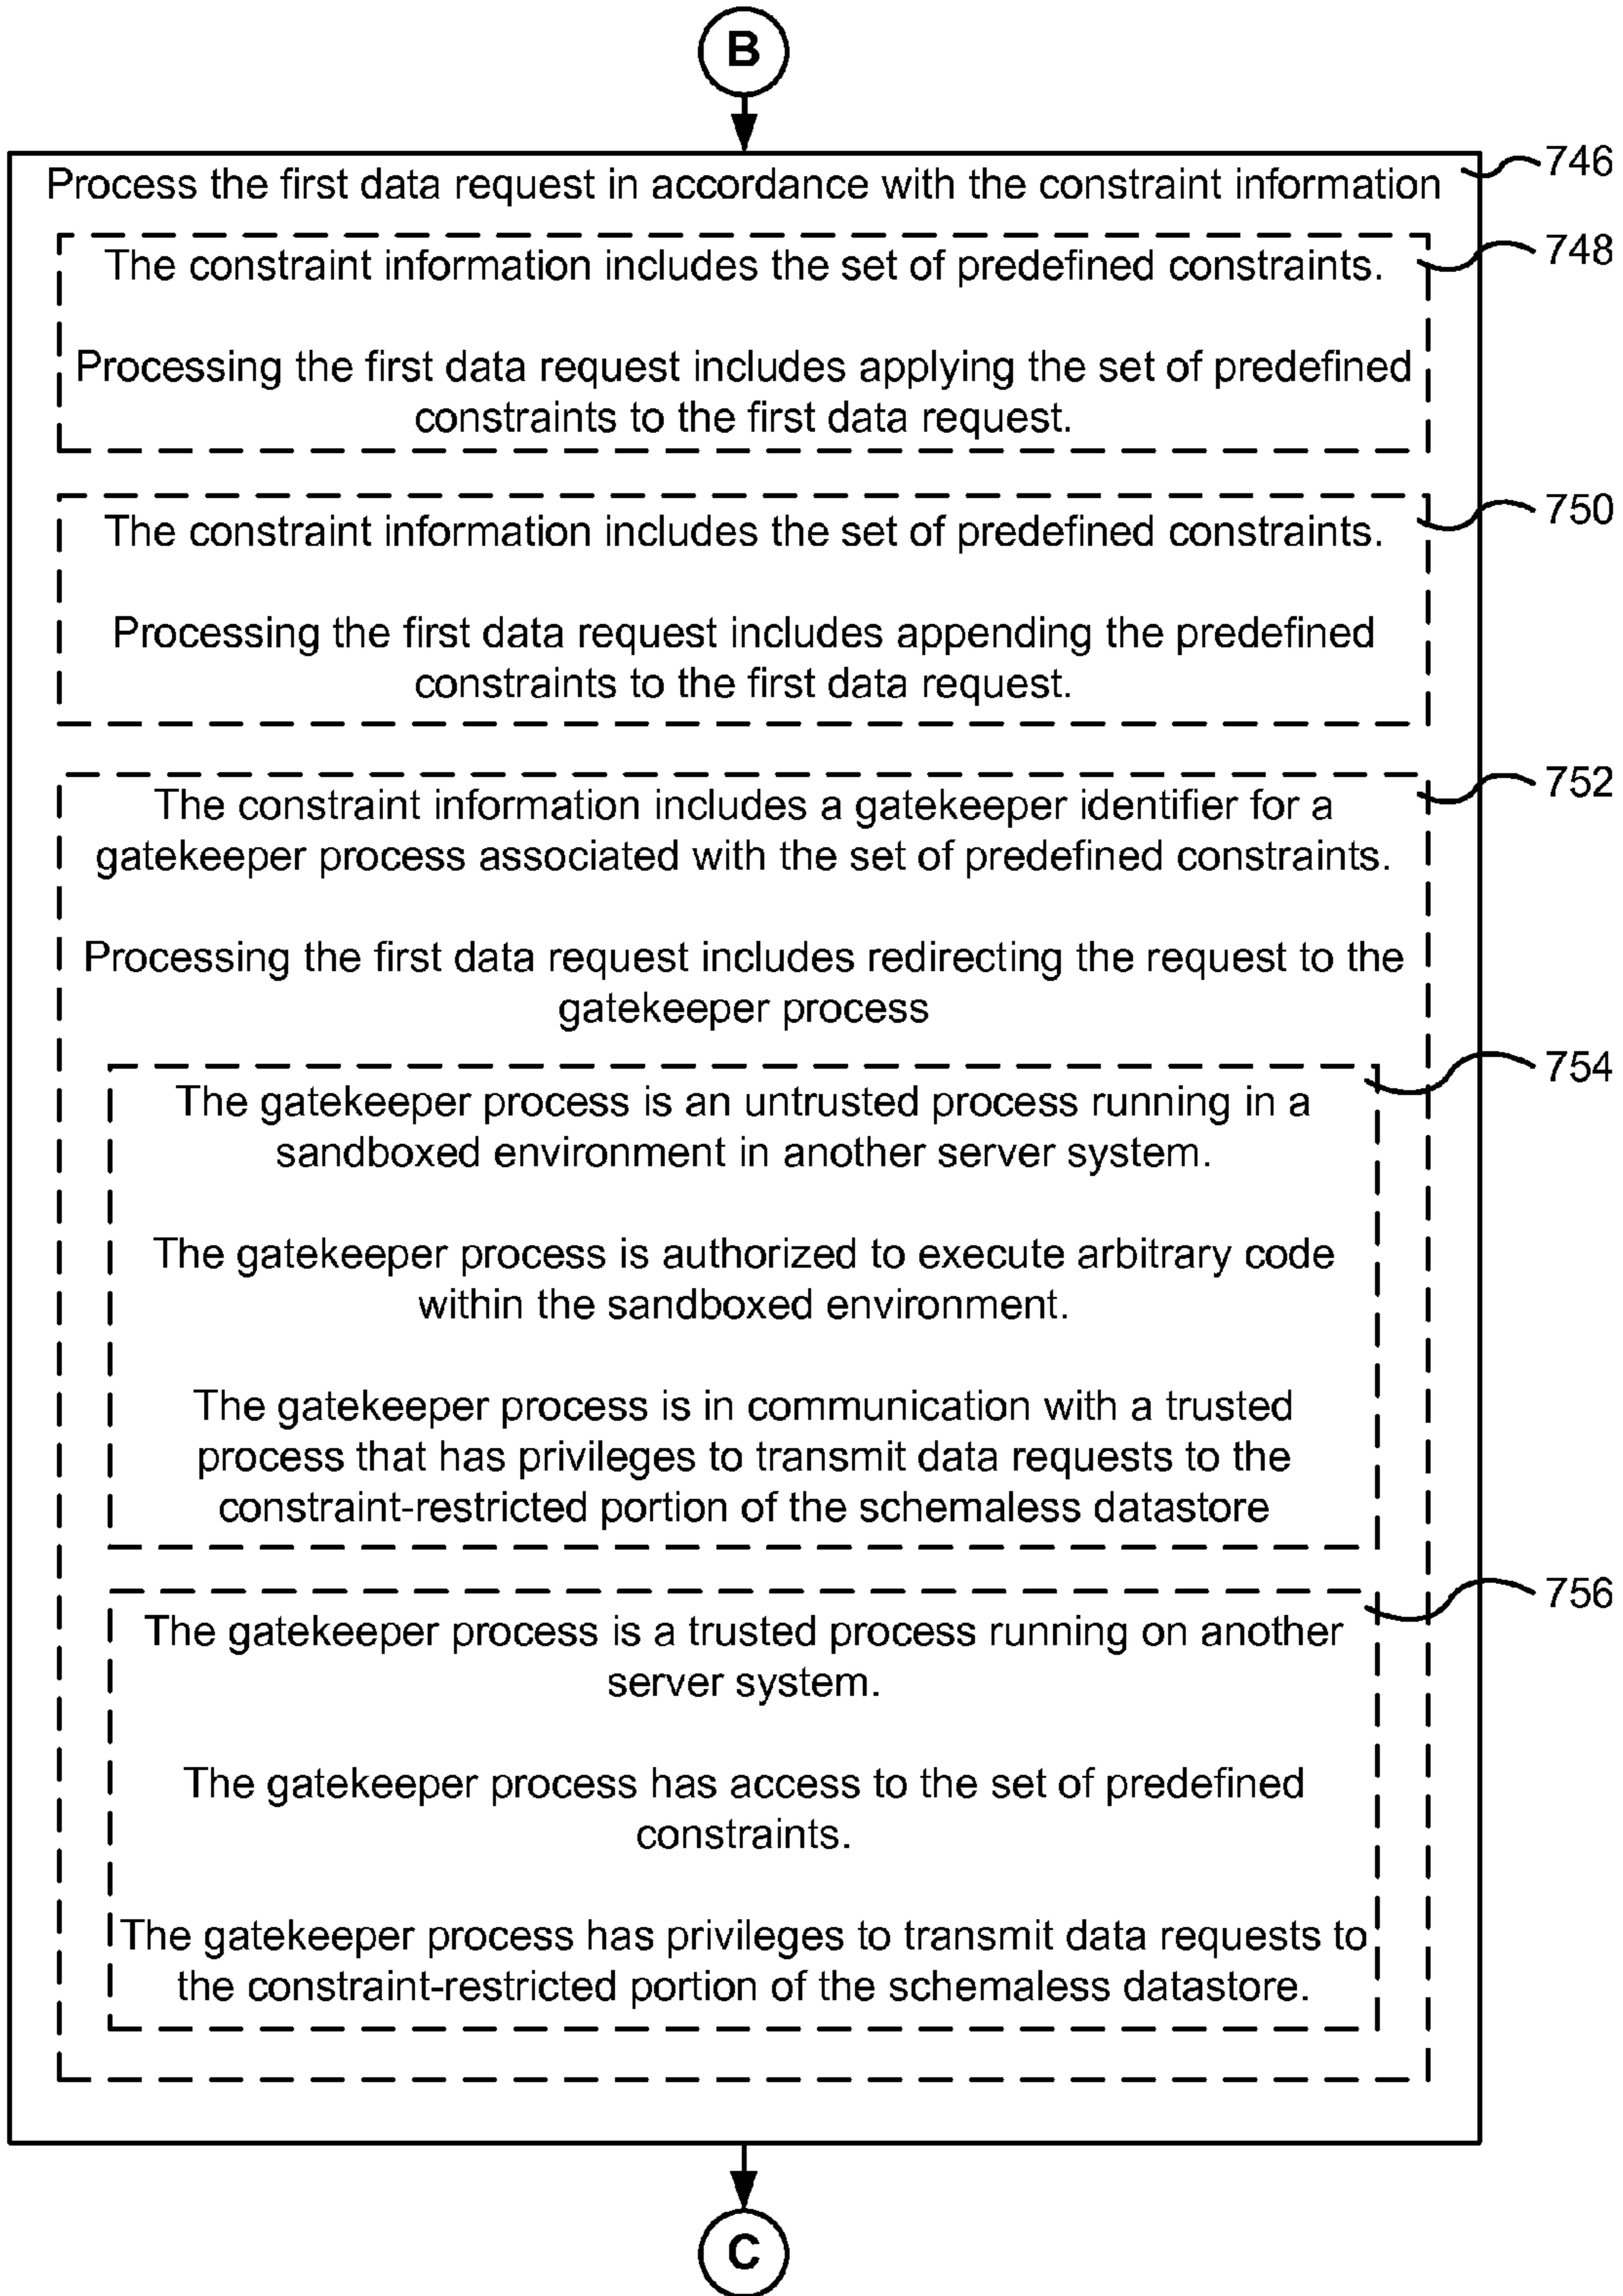 B
Process the first data request in accordance with the constraint information
746
The constraint information includes the set of predefined constraints.
748
Processing the first data request includes applying the set of predefined
constraints to the first data request.
The constraint information includes the set of predefined constraints.
750
Processing the first data request includes appending the predefined
constraints to the first data request.
The constraint information includes a gatekeeper identifier for a
752
gatekeeper process associated with the set of predefined constraints.
Processing the first data request includes redirecting the request to the
gatekeeper process
The gatekeeper process is an untrusted process running in a
754
sandboxed environment in another server system.
The gatekeeper process is authorized to execute arbitrary code
within the sandboxed environment.
The gatekeeper process is in communication with a trusted
process that has privileges to transmit data requests to the
constraint-restricted portion of the schemaless datastore
The gatekeeper process is a trusted process running on another
756
server system.
The gatekeeper process has access to the set of predefined
constraints.
The gatekeeper process has privileges to transmit data requests to
the constraint-restricted portion of the schemaless datastore.
C